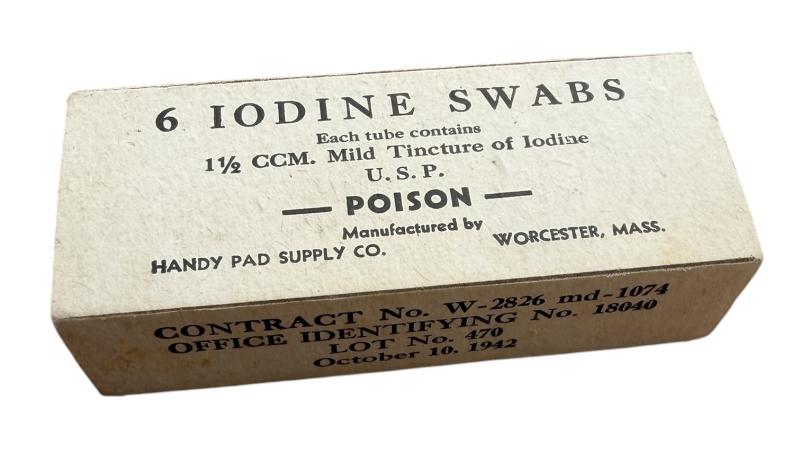 6 IODINE SWABS
Each tube contains
1½ CCM. Mild Tincture of Iodine
U. S. P.
— POISON —
Manufactured by
HANDY PAD SUPPLY CO. WORCESTER, MASS.
CONTRACT No. W-2826 md-1074
OFFICE IDENTIFYING No. 18040
LOT No. 470
October 10. 1942